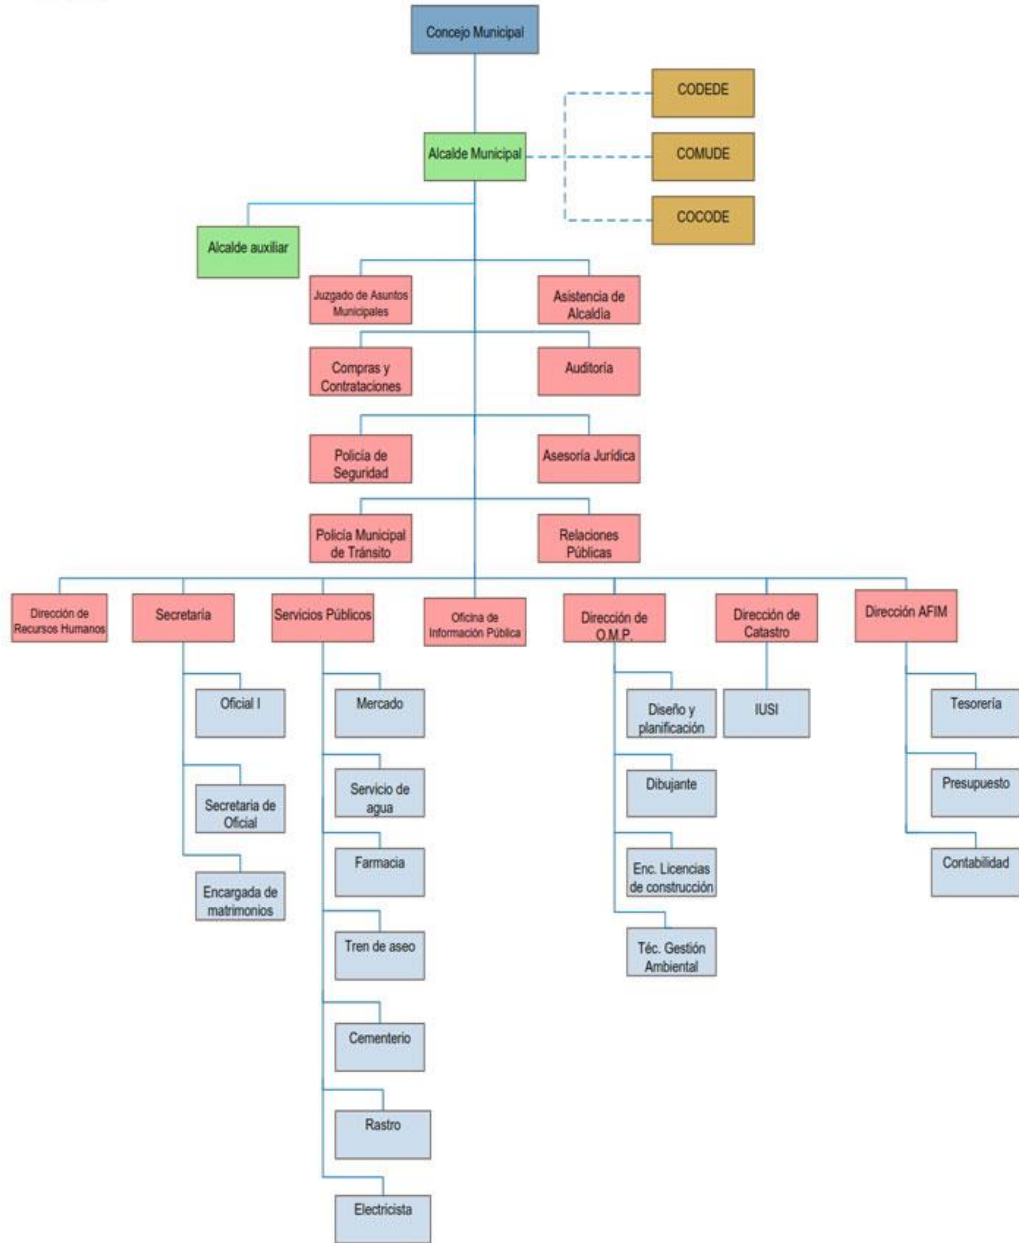 Concejo Municipal
CODEDE
Alcalde Municipal
COMUDE
COCODE
Alcalde auxiliar
Juzgado de Asuntos
Municipales
Asistencia de
Alcaldía
Compras y
Contrataciones
Auditoría
Policía de
Seguridad
Asesoría Jurídica
Policía Municipal
de Tránsito
Relaciones
Públicas
Dirección de
Recursos Humanos
Secretaría
Servicios Públicos
Oficina de
Información Pública
Dirección de
O.M.P.
Dirección de
Catastro
Dirección AFIM
Oficial I
Mercado
Diseño y
planificación
IUSI
Tesorería
Secretaria de
Oficial
Servicio de
agua
Dibujante
Presupuesto
Encargada de
matrimonios
Farmacia
Enc. Licencias
de construcción
Contabilidad
Tren de aseo
Téc. Gestión
Ambiental
Cementerio
Rastro
Electricista